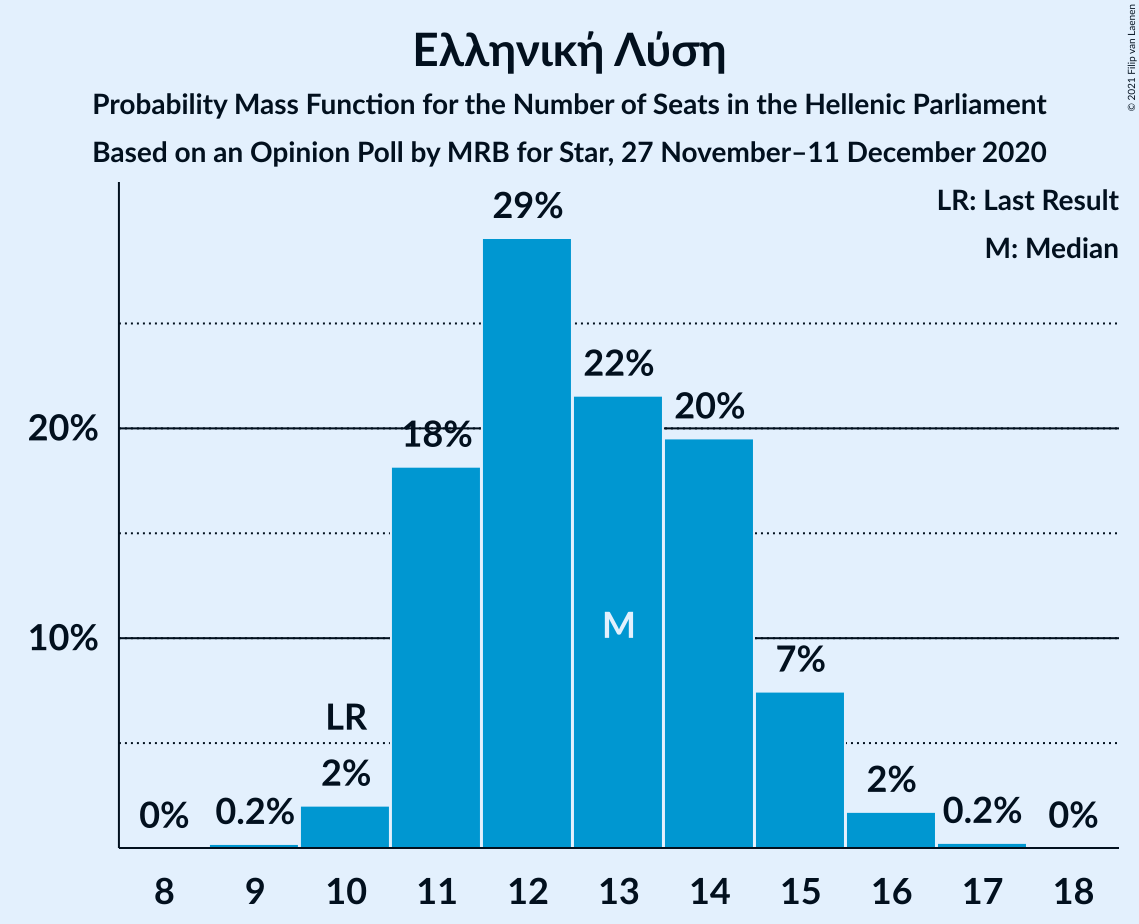 Ελληνική Λύση
Probability Mass Function for the Number of Seats in the Hellenic Parliament
Based on an Opinion Poll by MRB for Star, 27 November–11 December 2020
© 2021 Filip van Laenen
LR: Last Result
M: Median
29%
22%
20%
20%
18%
M
10%
7%
LR
2%
2%
0%
0.2%
0.2%
0%
8 9 10 11 12 13 14 15 16 17 18